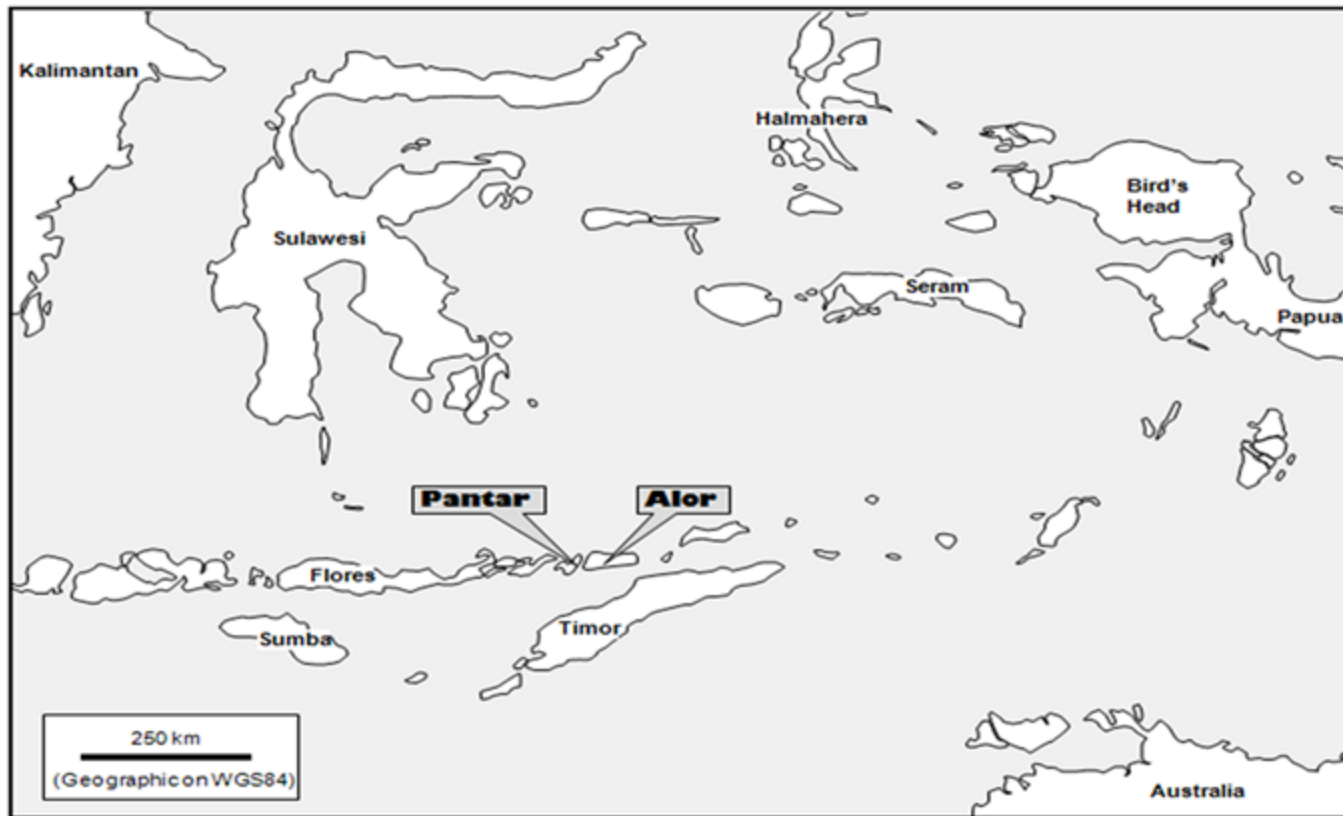 Kalimantan
Halmahera
Bird's
Head
Sulawesi
Seram
Papua
Pantar
Alor
Flores
Timor
Sumba
250 km
(Geographic on WGS84)
Australia